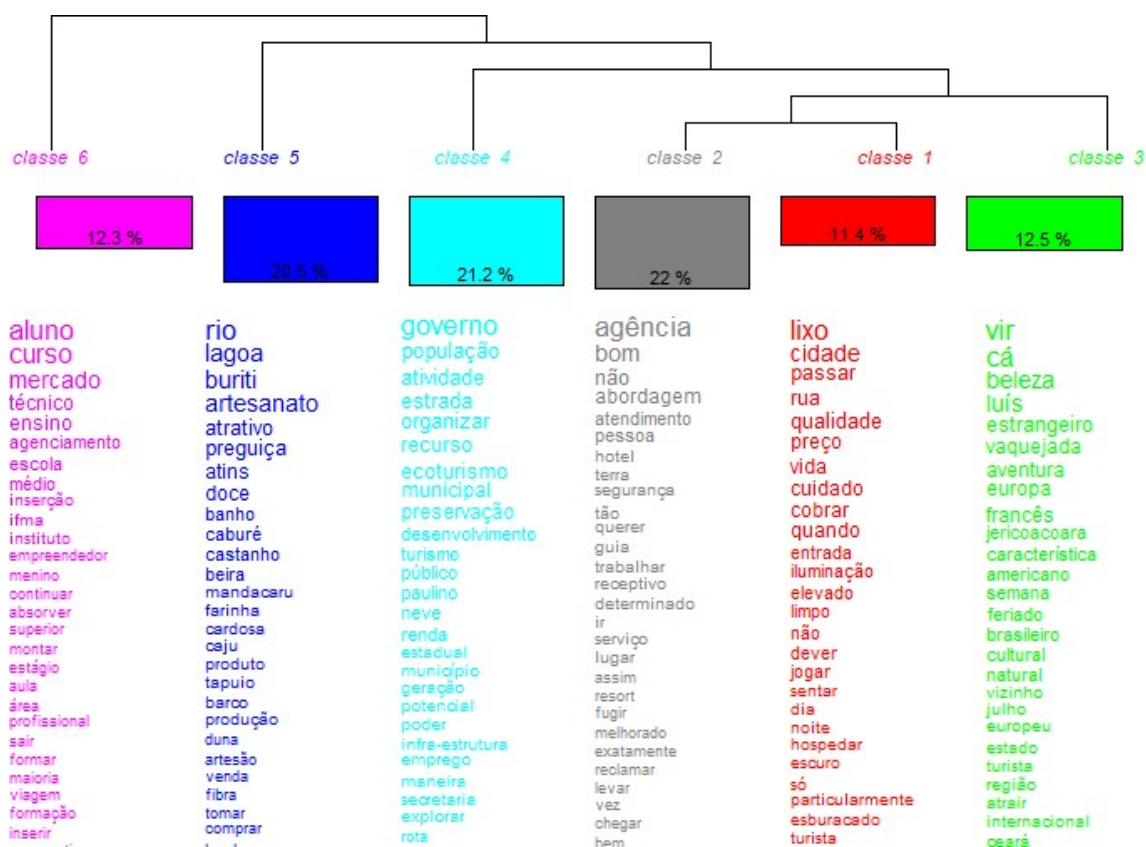 classe 6
classe 5
classe 4
classe 2
classe 1
classe 3
12.3 %
20.5 %
21.2 %
22 %
11.4 %
12.5 %
aluno
curso
mercado
técnico
ensino
agenciamento
escola
médio
inserção
ifma
instituto
empreendedor
menino
continuar
absorver
superior
montar
estágio
aula
área
profissional
sair
formar
maioria
viagem
formação
inserir
rio
lagoa
buriti
artesanato
atrativo
preguiça
atins
doce
banho
caburé
castanho
beira
mandacaru
farinha
cardosa
caju
produto
tapuio
barco
produção
duna
artesão
venda
fibra
tomar
comprar
governo
população
atividade
estrada
organizar
recurso
ecoturismo
municipal
preservação
desenvolvimento
turismo
público
paulino
neve
renda
estadual
município
geração
potencial
poder
infra-estrutura
emprego
maneira
secretaria
explorar
rota
agência
bom
não
abordagem
atendimento
pessoa
hotel
terra
segurança
tão
querer
guia
trabalhar
receptivo
determinado
ir
serviço
lugar
assim
resort
fugir
melhorado
exatamente
reclamar
levar
vez
chegar
bem
lixo
cidade
passar
rua
qualidade
preço
vida
cuidado
cobrar
quando
entrada
iluminação
elevado
limpo
não
dever
jogar
sentar
dia
noite
hospedar
escuro
só
particularmente
esburacado
turista
vir
cá
beleza
luís
estrangeiro
vaquejada
aventura
europa
francês
jericoacoara
característica
americano
semana
feriado
brasileiro
cultural
natural
vizinho
julho
europeu
estado
turista
região
atrair
internacional
ceará